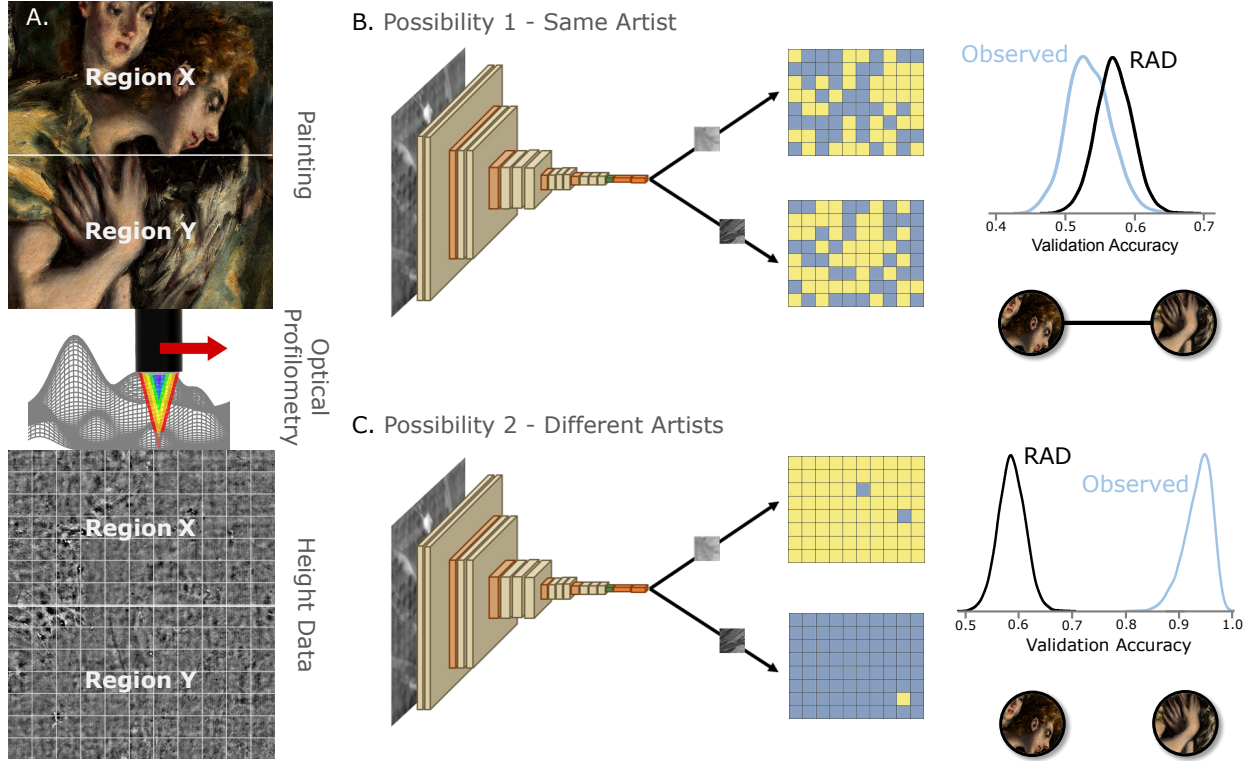 A.
Region X
Region Y
Painting
Optical
Profilometry
Region X
Region Y
Height Data
B. Possibility 1 - Same Artist
Observed
RAD
0.4 0.5 0.6 0.7
Validation Accuracy
C. Possibility 2 - Different Artists
RAD
Observed
0.5 0.6 0.7 0.8 0.9 1.0
Validation Accuracy